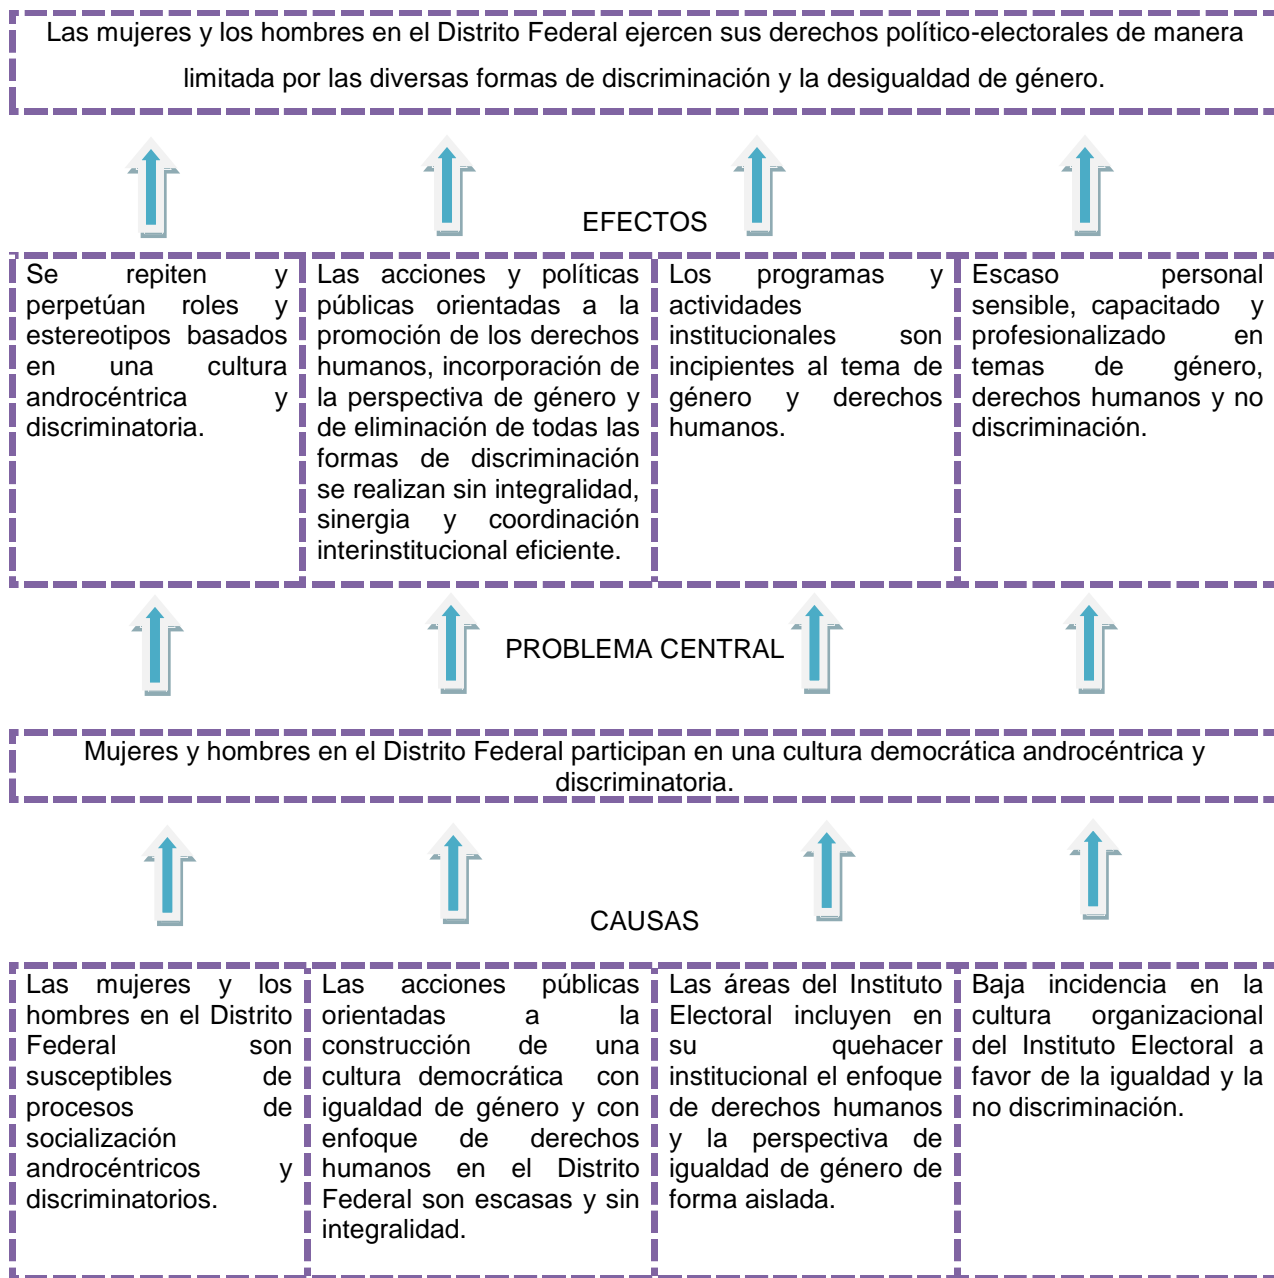 Las mujeres y los hombres en el Distrito Federal ejercen sus derechos político-electorales de manera
limitada por las diversas formas de discriminación y la desigualdad de género.
EFECTOS
Se repiten y
perpetúan roles y
estereotipos basados
en una cultura
androcéntrica y
discriminatoria.
Las acciones y políticas
públicas orientadas a la
promoción de los derechos
humanos, incorporación de
la perspectiva de género y
de eliminación de todas las
formas de discriminación
se realizan sin integralidad,
sinergia y coordinación
interinstitucional eficiente.
Los programas y
actividades
institucionales son
incipientes al tema de
género y derechos
humanos.
Escaso personal
sensible, capacitado y
profesionalizado en
temas de género,
derechos humanos y no
discriminación.
PROBLEMA CENTRAL
Mujeres y hombres en el Distrito Federal participan en una cultura democrática androcéntrica y
discriminatoria.
CAUSAS
Las mujeres y los
hombres en el Distrito
Federal son
susceptibles de
procesos de
socialización
androcéntricos y
discriminatorios.
Las acciones públicas
orientadas a la
construcción de una
cultura democrática con
igualdad de género y con
enfoque de derechos
humanos en el Distrito
Federal son escasas y sin
integralidad.
Las áreas del Instituto
Electoral incluyen en
su quehacer
institucional el enfoque
de derechos humanos
y la perspectiva de
igualdad de género de
forma aislada.
Baja incidencia en la
cultura organizacional
del Instituto Electoral a
favor de la igualdad y la
no discriminación.